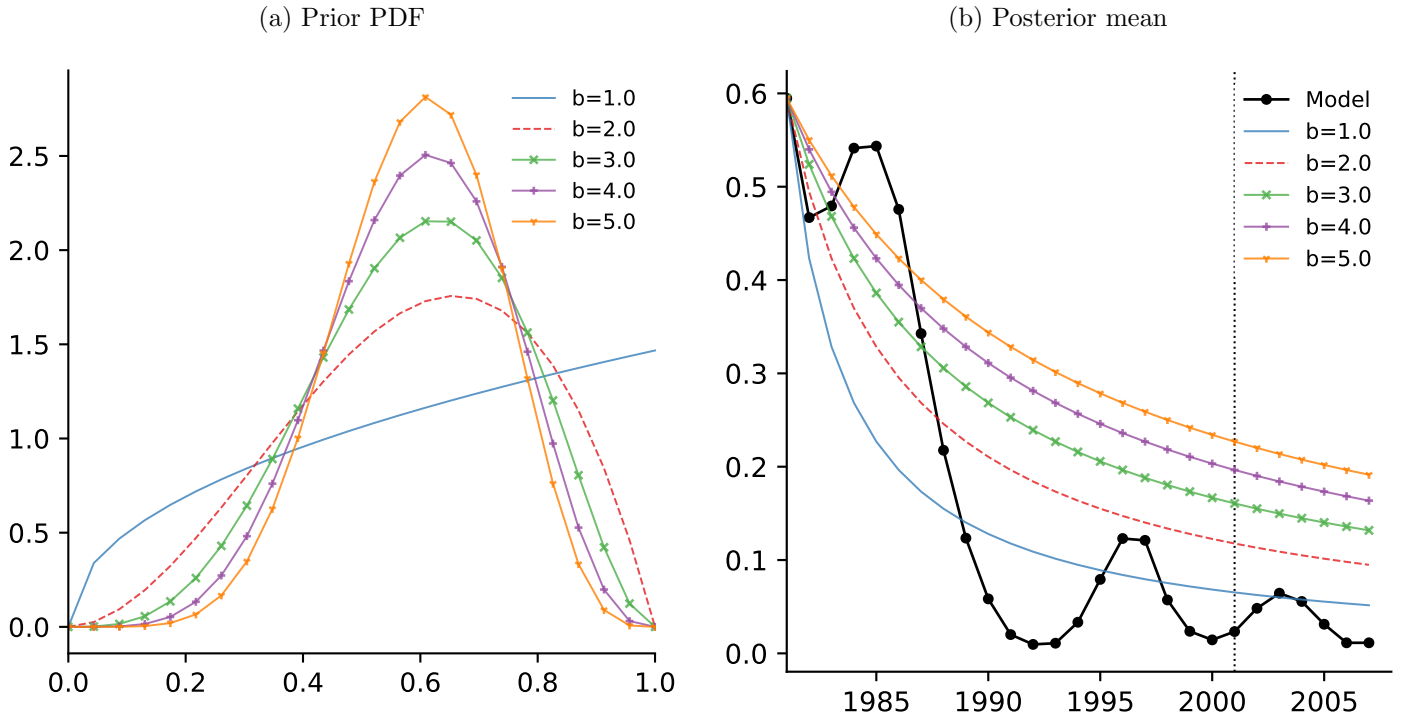 (a) Prior PDF
b=1.0
b=2.0
b=3.0
b=4.0
b=5.0
2.5
2.0
1.5
1.0
0.5
0.0
0.0 0.2 0.4 0.6 0.8 1.0
(b) Posterior mean
Model
b=1.0
b=2.0
b=3.0
b=4.0
b=5.0
0.6
0.5
0.4
0.3
0.2
0.1
0.0
1985 1990 1995 2000 2005